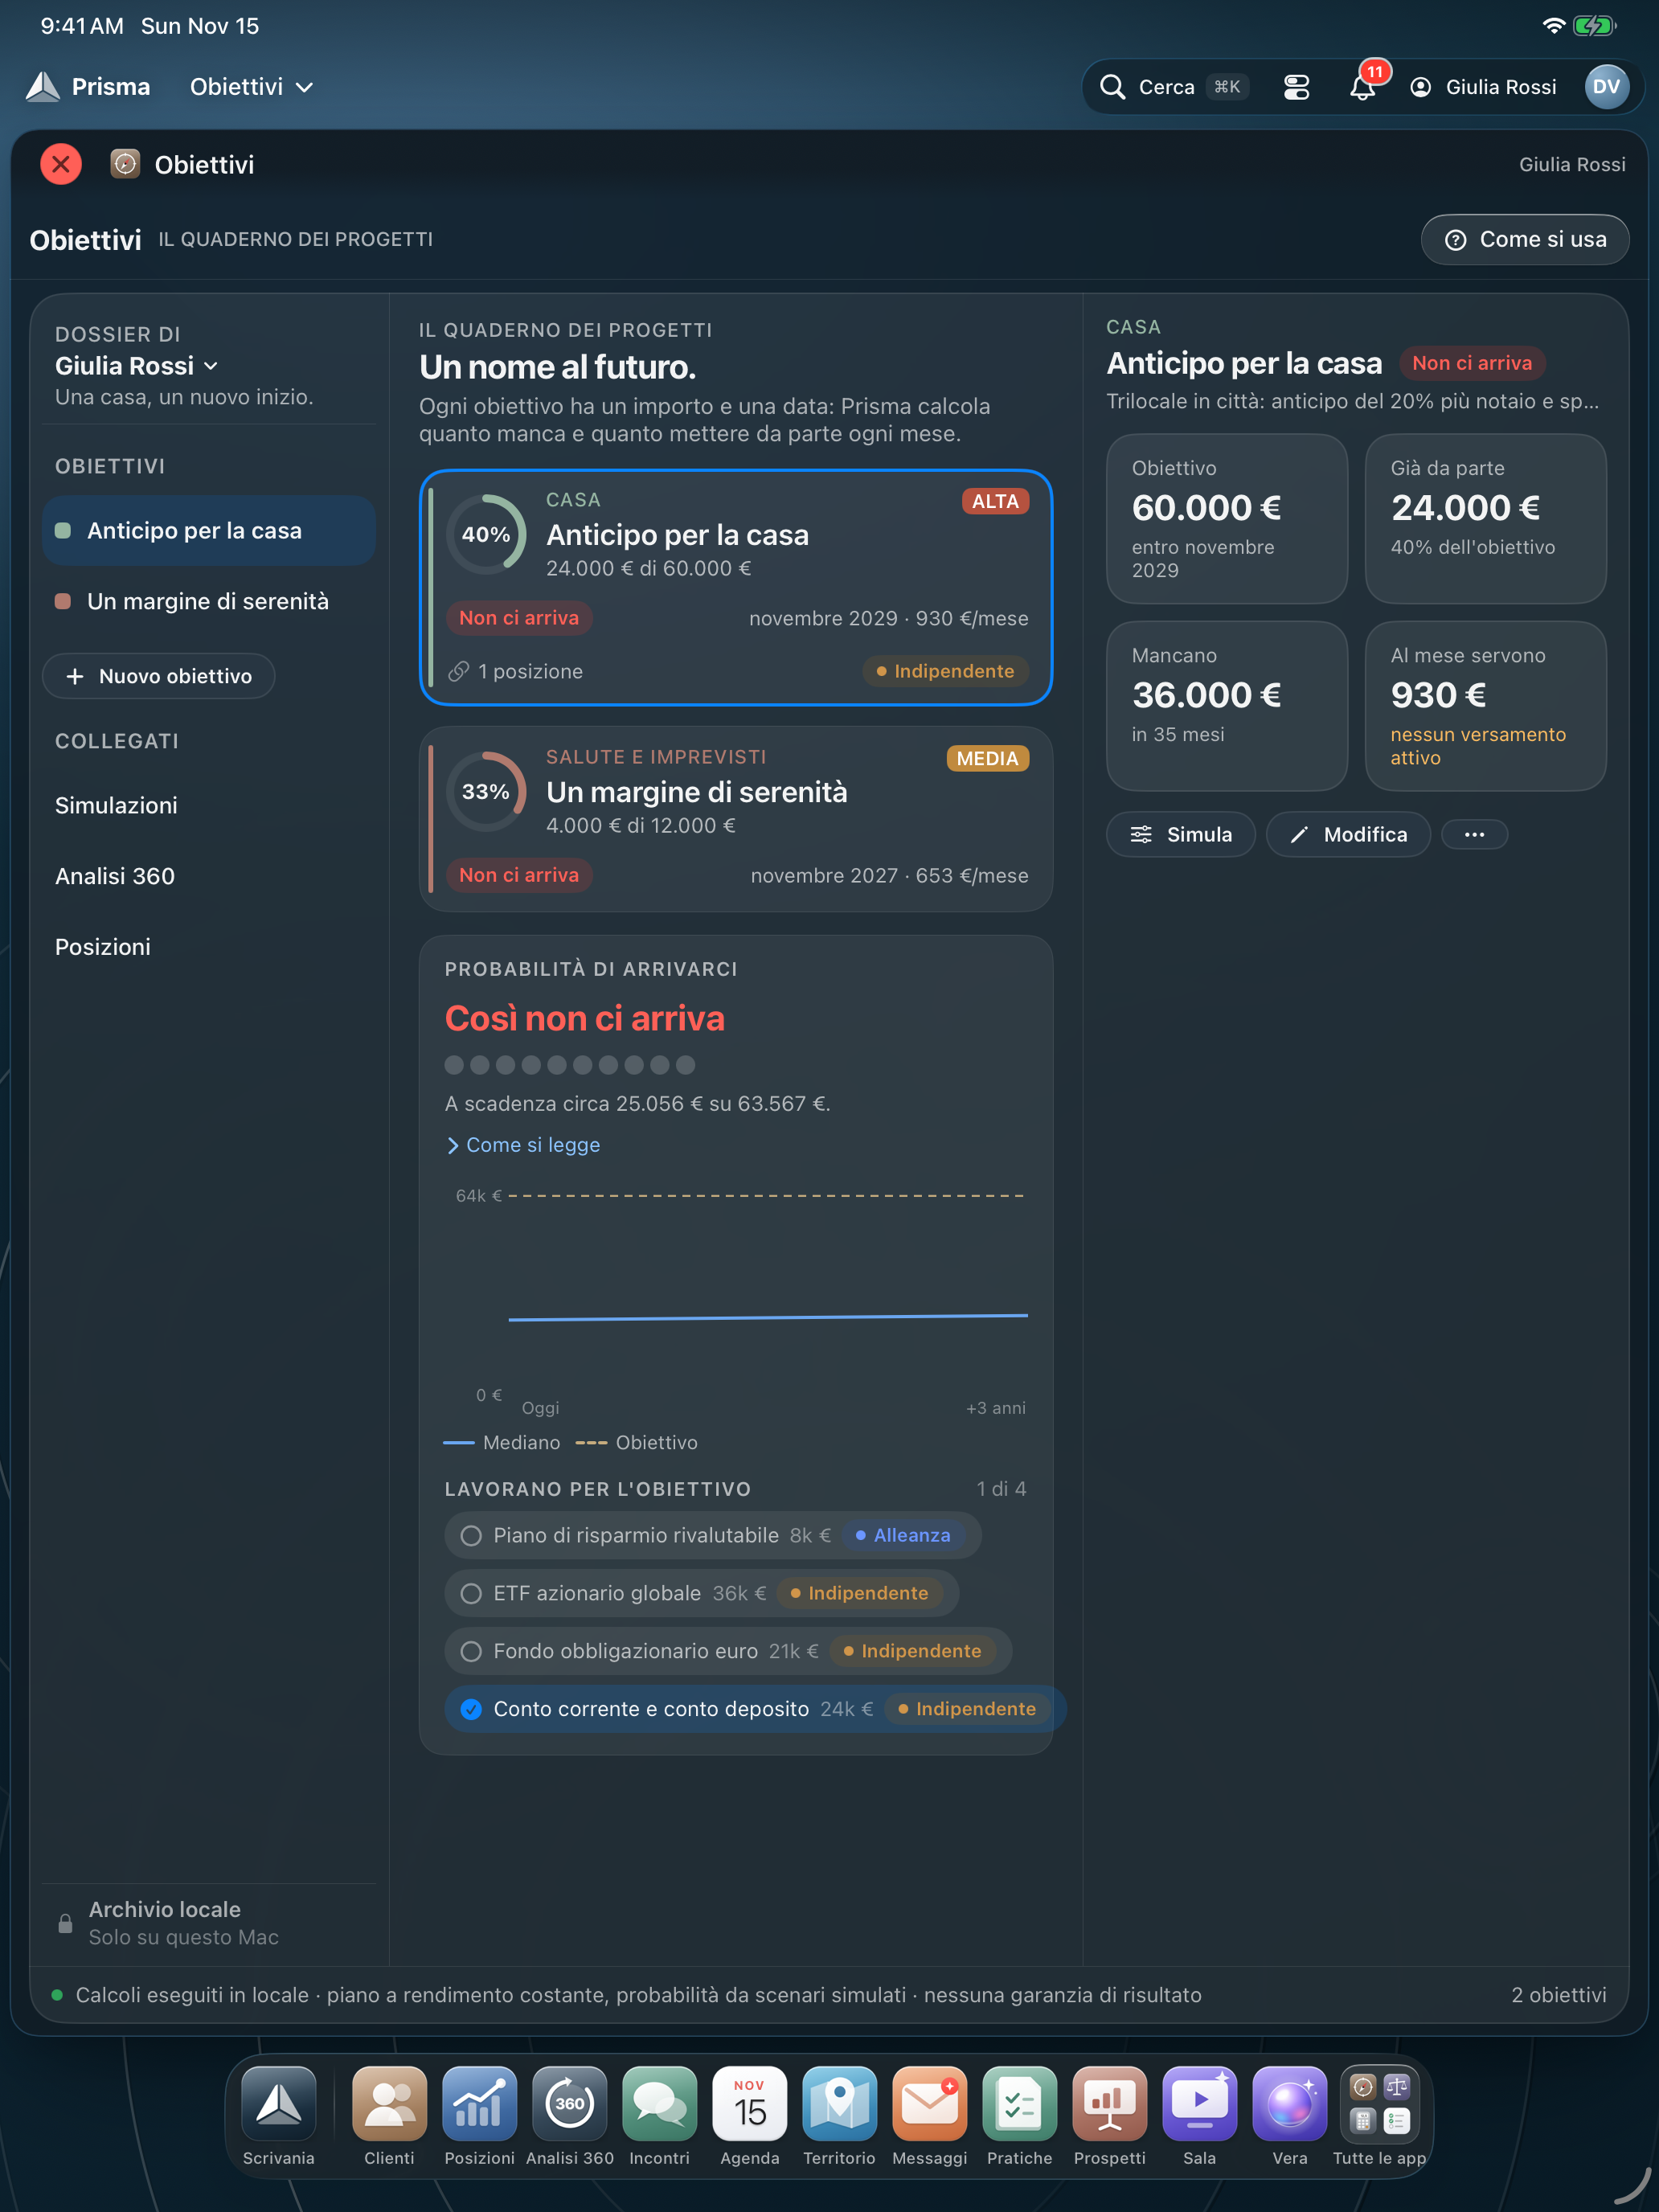 9:41 AM Sun Nov 15
Prisma Obiettivi
Cerca ⌘K 11 Giulia Rossi DV
Obiettivi
Giulia Rossi
Obiettivi IL QUADERNO DEI PROGETTI
Come si usa
DOSSIER DI
Giulia Rossi
Una casa, un nuovo inizio.
OBIETTIVI
Anticipo per la casa
Un margine di serenità
+ Nuovo obiettivo
COLLEGATI
Simulazioni
Analisi 360
Posizioni
Archivio locale
Solo su questo Mac
IL QUADERNO DEI PROGETTI
Un nome al futuro.
Ogni obiettivo ha un importo e una data: Prisma calcola
quanto manca e quanto mettere da parte ogni mese.
40%
CASA
ALTA
Anticipo per la casa
24.000 € di 60.000 €
Non ci arriva
novembre 2029 · 930 €/mese
1 posizione
Indipendente
33%
SALUTE E IMPREVISTI
MEDIA
Un margine di serenità
4.000 € di 12.000 €
Non ci arriva
novembre 2027 · 653 €/mese
PROBABILITÀ DI ARRIVARCI
Così non ci arriva
A scadenza circa 25.056 € su 63.567 €.
Come si legge
64k €
0 €
Oggi
+3 anni
Mediano
Obiettivo
LAVORANO PER L'OBIETTIVO
1 di 4
Piano di risparmio rivalutabile 8k € Alleanza
ETF azionario globale 36k € Indipendente
Fondo obbligazionario euro 21k € Indipendente
Conto corrente e conto deposito 24k € Indipendente
CASA
Anticipo per la casa Non ci arriva
Trilocale in città: anticipo del 20% più notaio e sp...
Obiettivo
60.000 €
entro novembre
2029
Già da parte
24.000 €
40% dell'obiettivo
Mancano
36.000 €
in 35 mesi
Al mese servono
930 €
nessun versamento
attivo
Simula
Modifica
...
Calcoli eseguiti in locale · piano a rendimento costante, probabilità da scenari simulati · nessuna garanzia di risultato
2 obiettivi
360
NOV
15
Scrivania
Clienti
Posizioni
Analisi 360
Incontri
Agenda
Territorio
Messaggi
Pratiche
Prospetti
Sala
Vera
Tutte le app